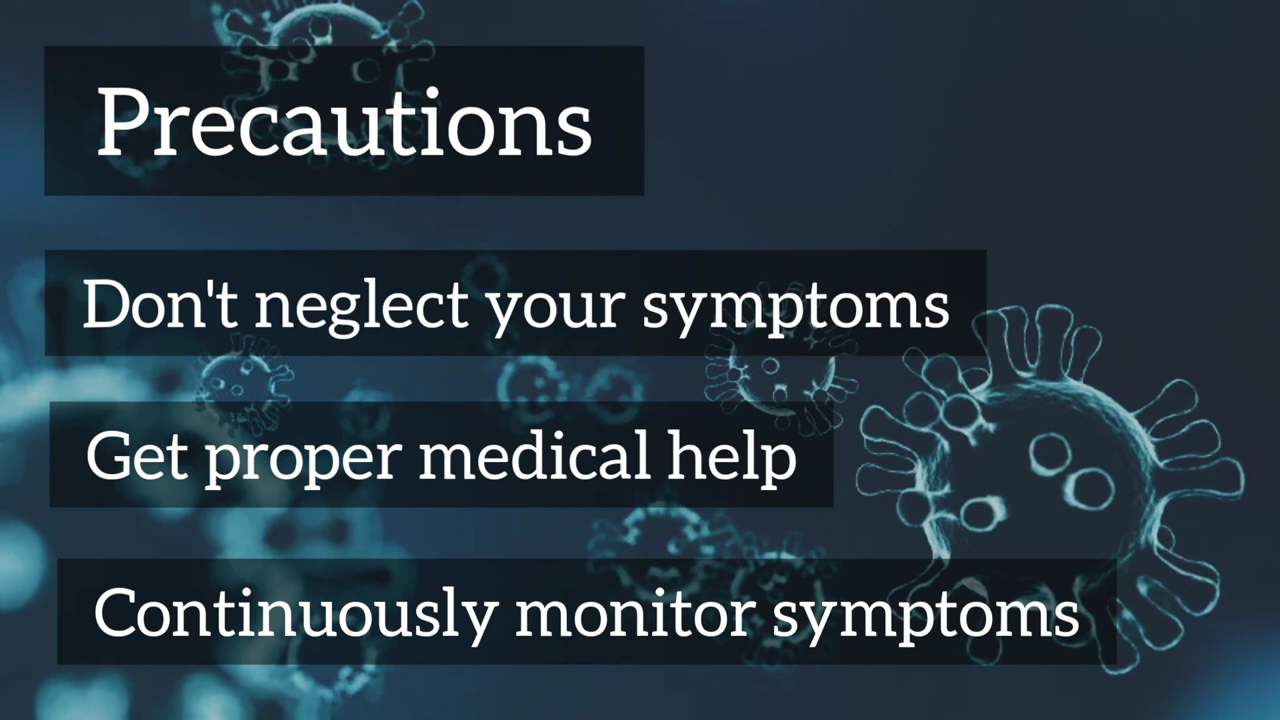 Precautions
Don't neglect your symptoms
Get proper medical help
Continuously monitor symptoms